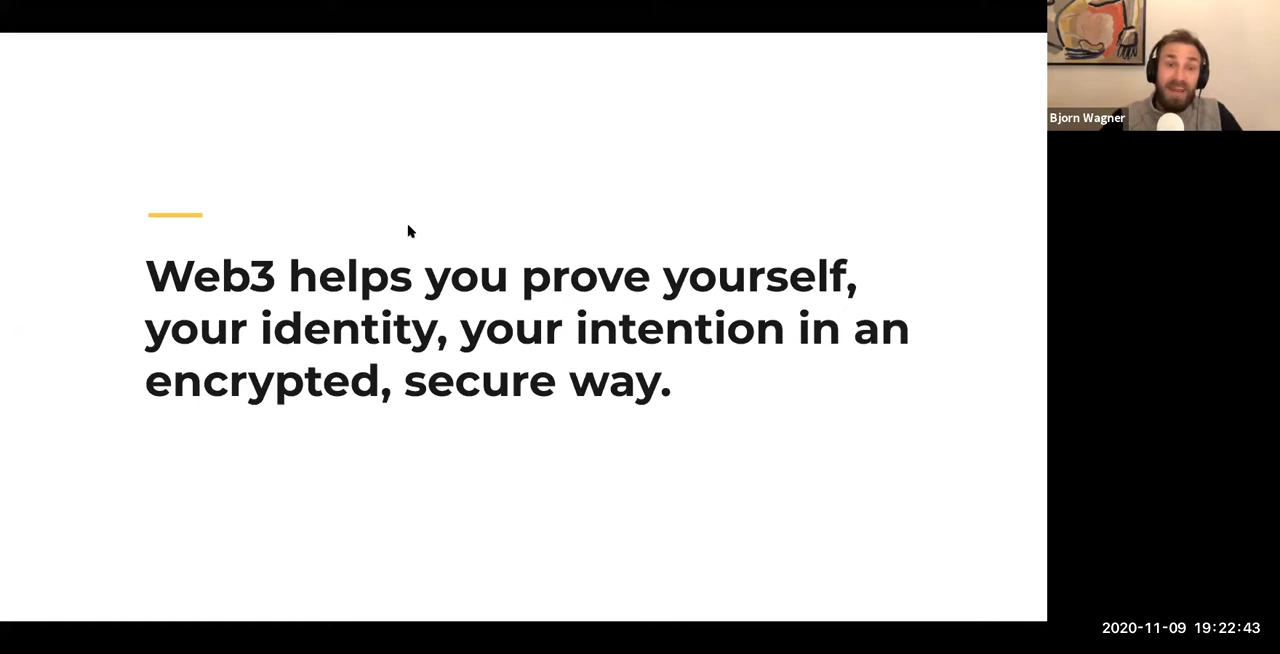 Bjorn Wagner
Web3 helps you prove yourself,
your identity, your intention in an
encrypted, secure way.
2020-11-09 19:22:43